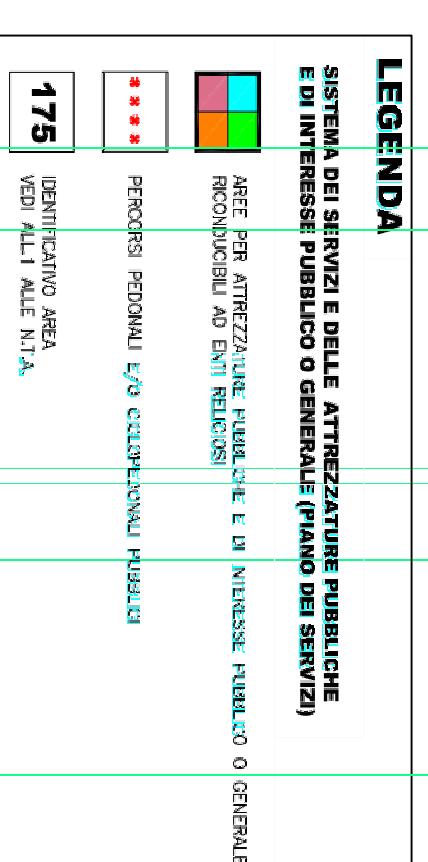 LEGENDA
SISTEMA DEI SERVIZI E DELLE ATTREZZATURE PUBBLICHE
E DI INTERESSE PUBBLICO O GENERALE (PIANO DEI SERVIZI)
AREE PER ATTREZZATURE PUBBLICHE E DI INTERESSE PUBBLICO O GENERALE
RICONDUCIBILI AD ENTI RELIGIOSI
* * * *
PERCORSI PEDONALI E/O CICLOPEDONALI PUBBLICI
175
IDENTIFICATIVO AREA
VEDI ALL.1 ALLE N.T.A.